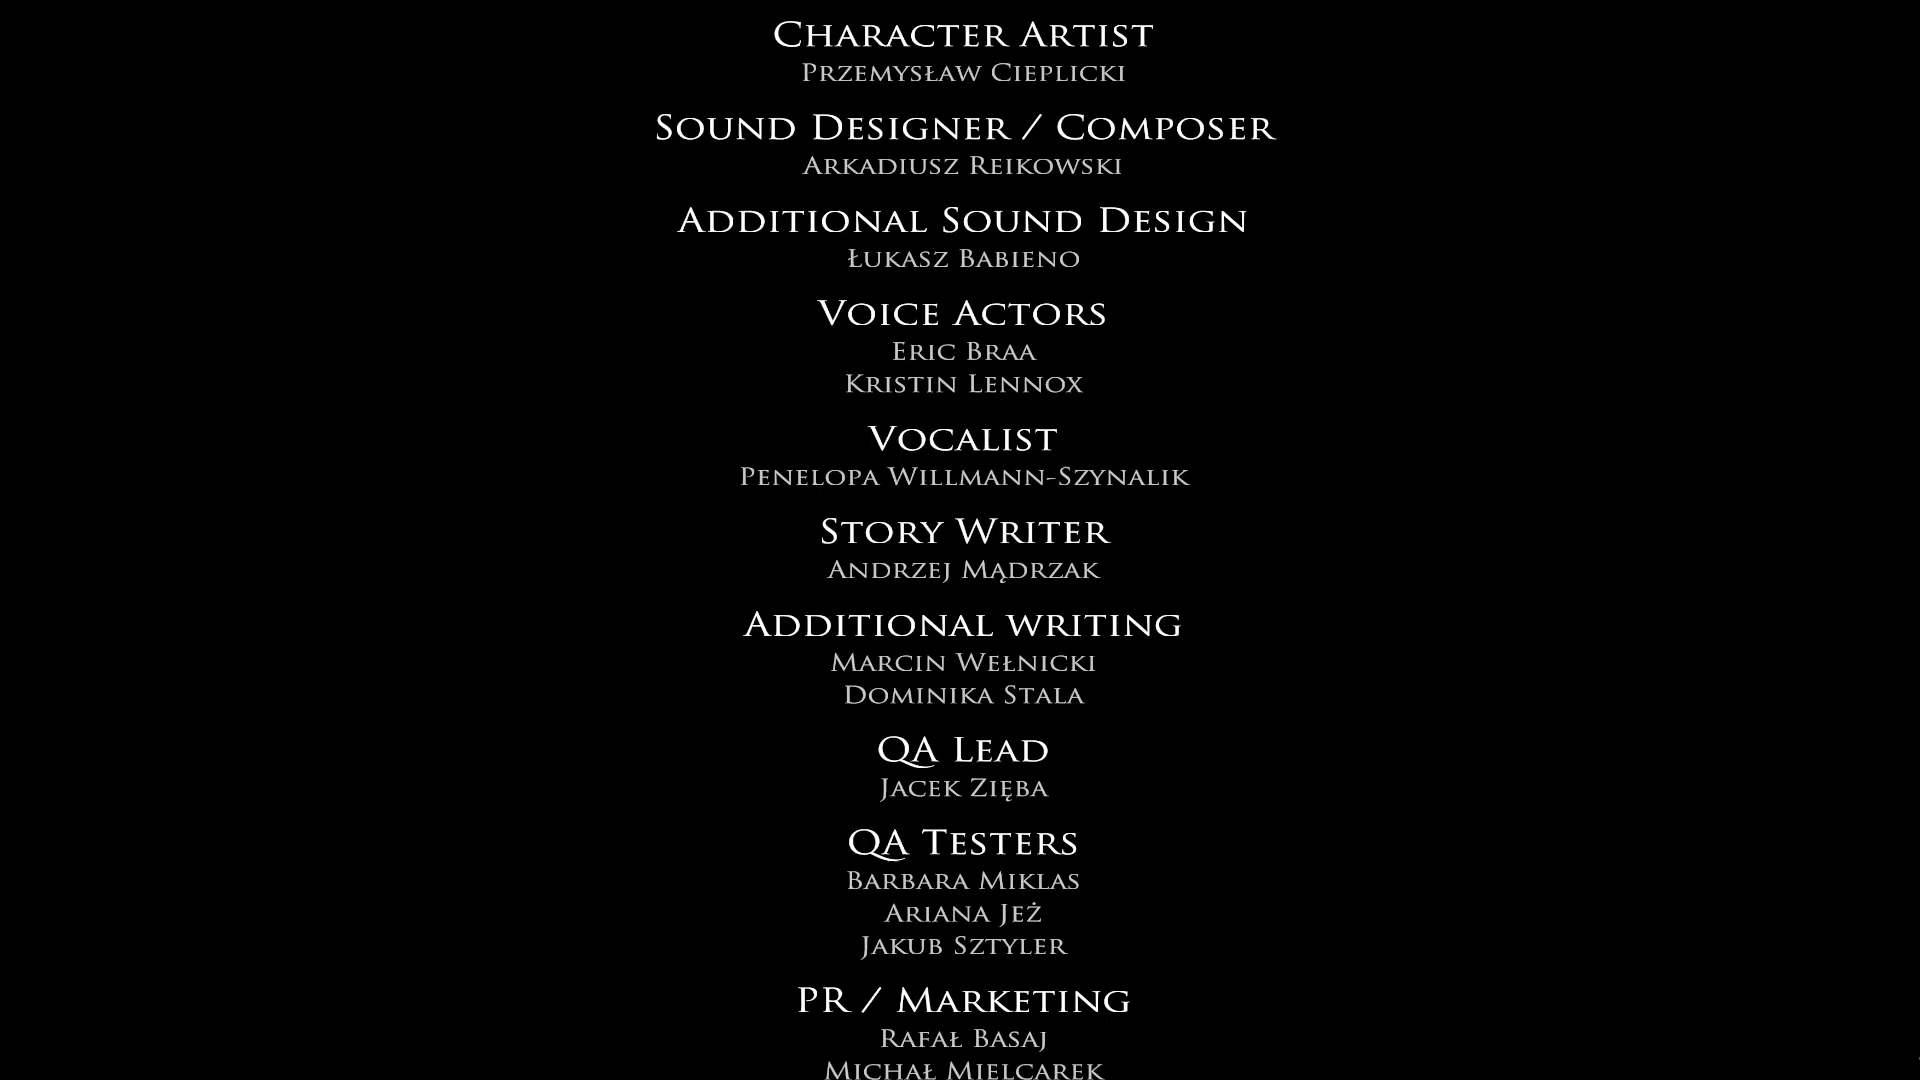 Character Artist
Przemysław Cieplicki
Sound Designer / Composer
Arkadiusz Reikowski
Additional Sound Design
Łukasz Babieno
Voice Actors
Eric Braa
Kristin Lennox
Vocalist
Penelopa Willmann-Szynalik
Story Writer
Andrzej Mądrzak
Additional writing
Marcin Wełnicki
Dominika Stala
QA Lead
Jacek Zięba
QA Testers
Barbara Miklas
Ariana Jeż
Jakub Sztyler
PR / Marketing
Rafał Basaj
Michał Mielcarek